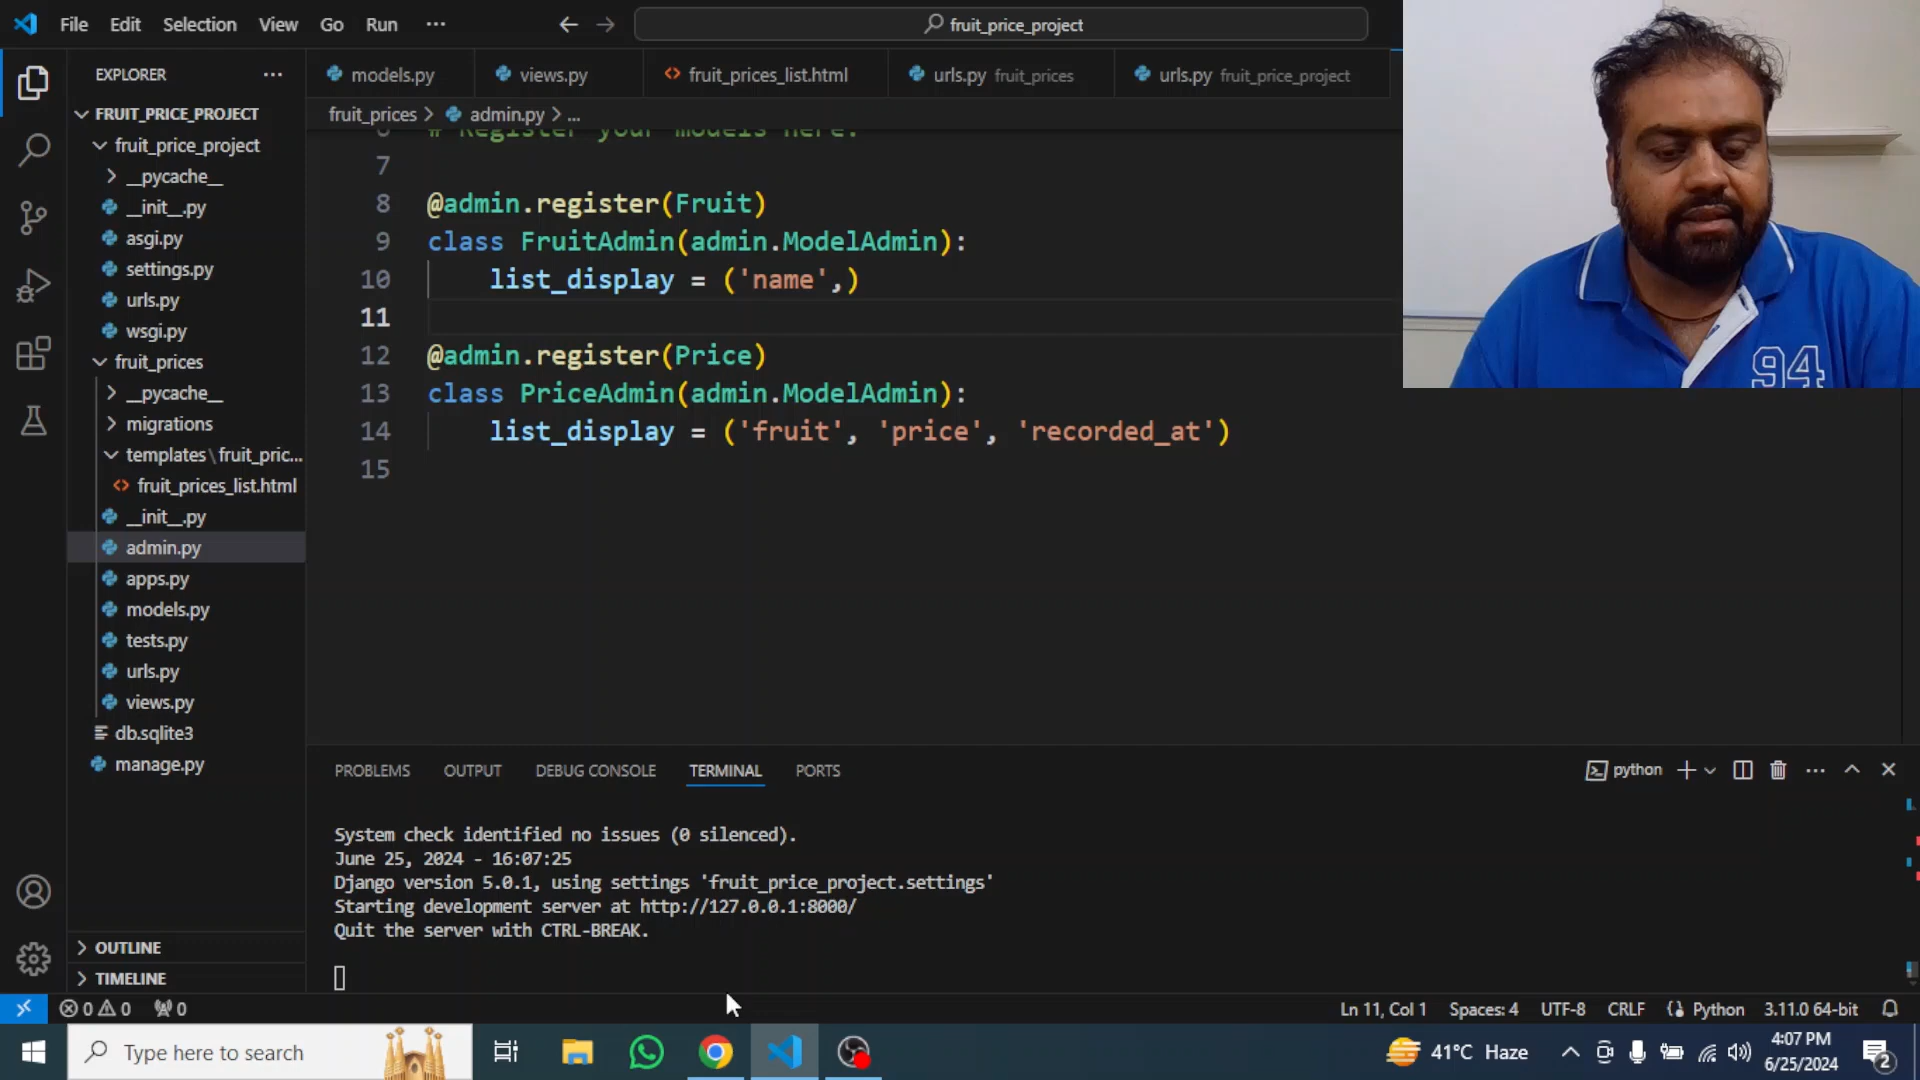 File Edit Selection View Go Run ...
fruit_price_project
EXPLORER ...
models.py
views.py
fruit_prices_list.html
urls.py fruit_prices
urls.py fruit_price_project
FRUIT_PRICE_PROJECT
fruit_price_project
__pycache__
__init__.py
asgi.py
settings.py
urls.py
wsgi.py
fruit_prices
__pycache__
migrations
templates\fruit_pric...
fruit_prices_list.html
__init__.py
admin.py
apps.py
models.py
tests.py
urls.py
views.py
db.sqlite3
manage.py
OUTLINE
TIMELINE
fruit_prices > admin.py > ...
6 # Register your models here.
7
8 @admin.register(Fruit)
9 class FruitAdmin(admin.ModelAdmin):
10 list_display = ('name',)
11
12 @admin.register(Price)
13 class PriceAdmin(admin.ModelAdmin):
14 list_display = ('fruit', 'price', 'recorded_at')
15
94
PROBLEMS OUTPUT DEBUG CONSOLE TERMINAL PORTS
python
System check identified no issues (0 silenced).
June 25, 2024 - 16:07:25
Django version 5.0.1, using settings 'fruit_price_project.settings'
Starting development server at http://127.0.0.1:8000/
Quit the server with CTRL-BREAK.
0 0 0
Ln 11, Col 1 Spaces: 4 UTF-8 CRLF Python 3.11.0 64-bit
Type here to search
41°C Haze
4:07 PM
6/25/2024
2